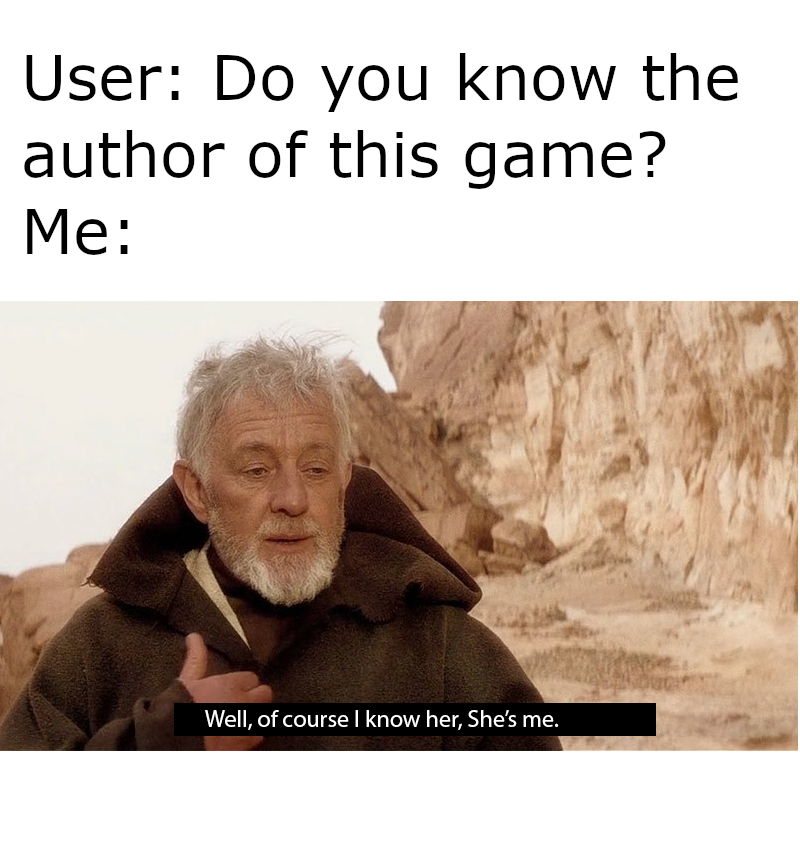 User: Do you know the
author of this game?
Me:
Well, of course I know her, She’s me.